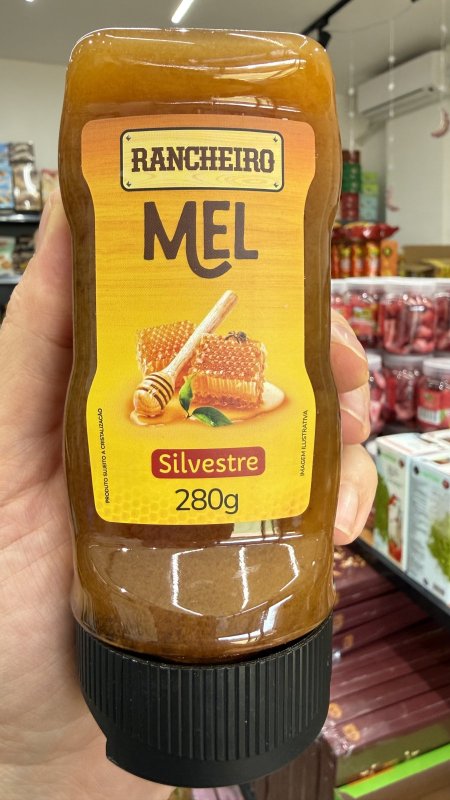 RANCHEIRO
MEL
PRODUTO SUJEITO A CRISTALIZAÇÃO
IMAGEM ILUSTRATIVA
Silvestre
280g